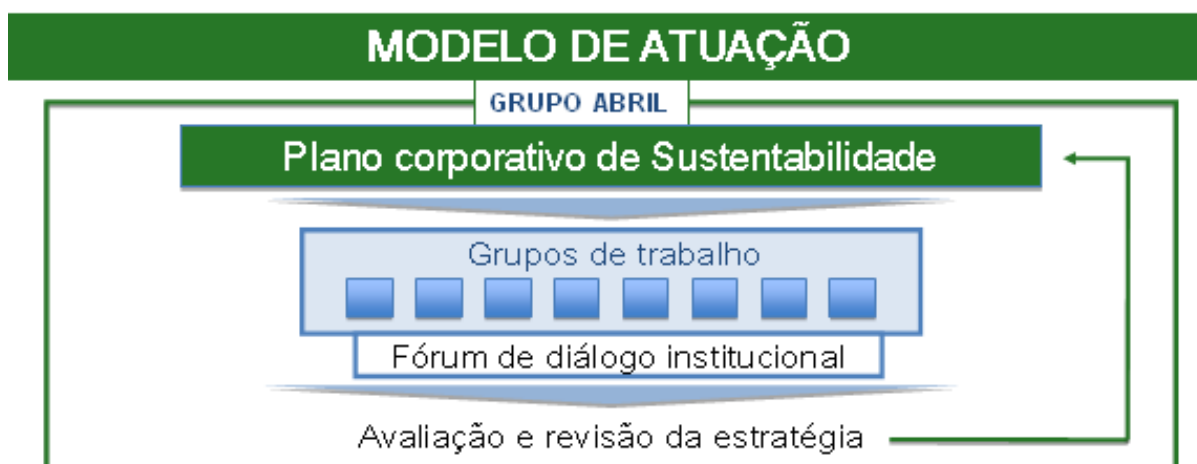 MODELO DE ATUAÇÃO
GRUPO ABRIL
Plano corporativo de Sustentabilidade
Grupos de trabalho
Fórum de diálogo institucional
Avaliação e revisão da estratégia